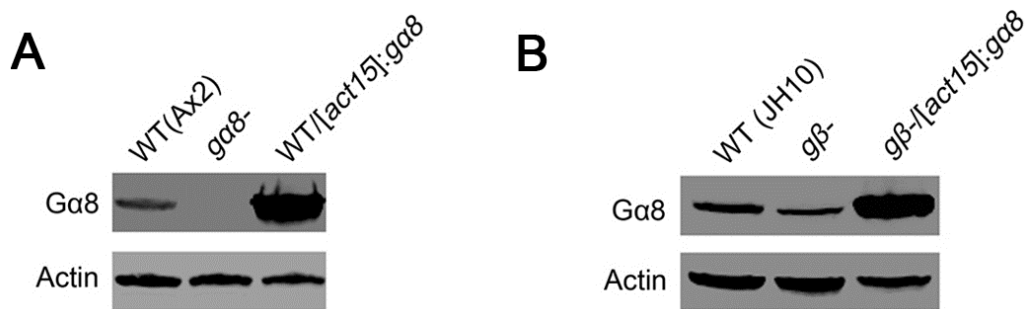 A
WT(Ax2)
gα8-
WT/[act15]:gα8
Gα8
Actin
B
WT (JH10)
gβ-
gβ-/[act15]:gα8
Gα8
Actin